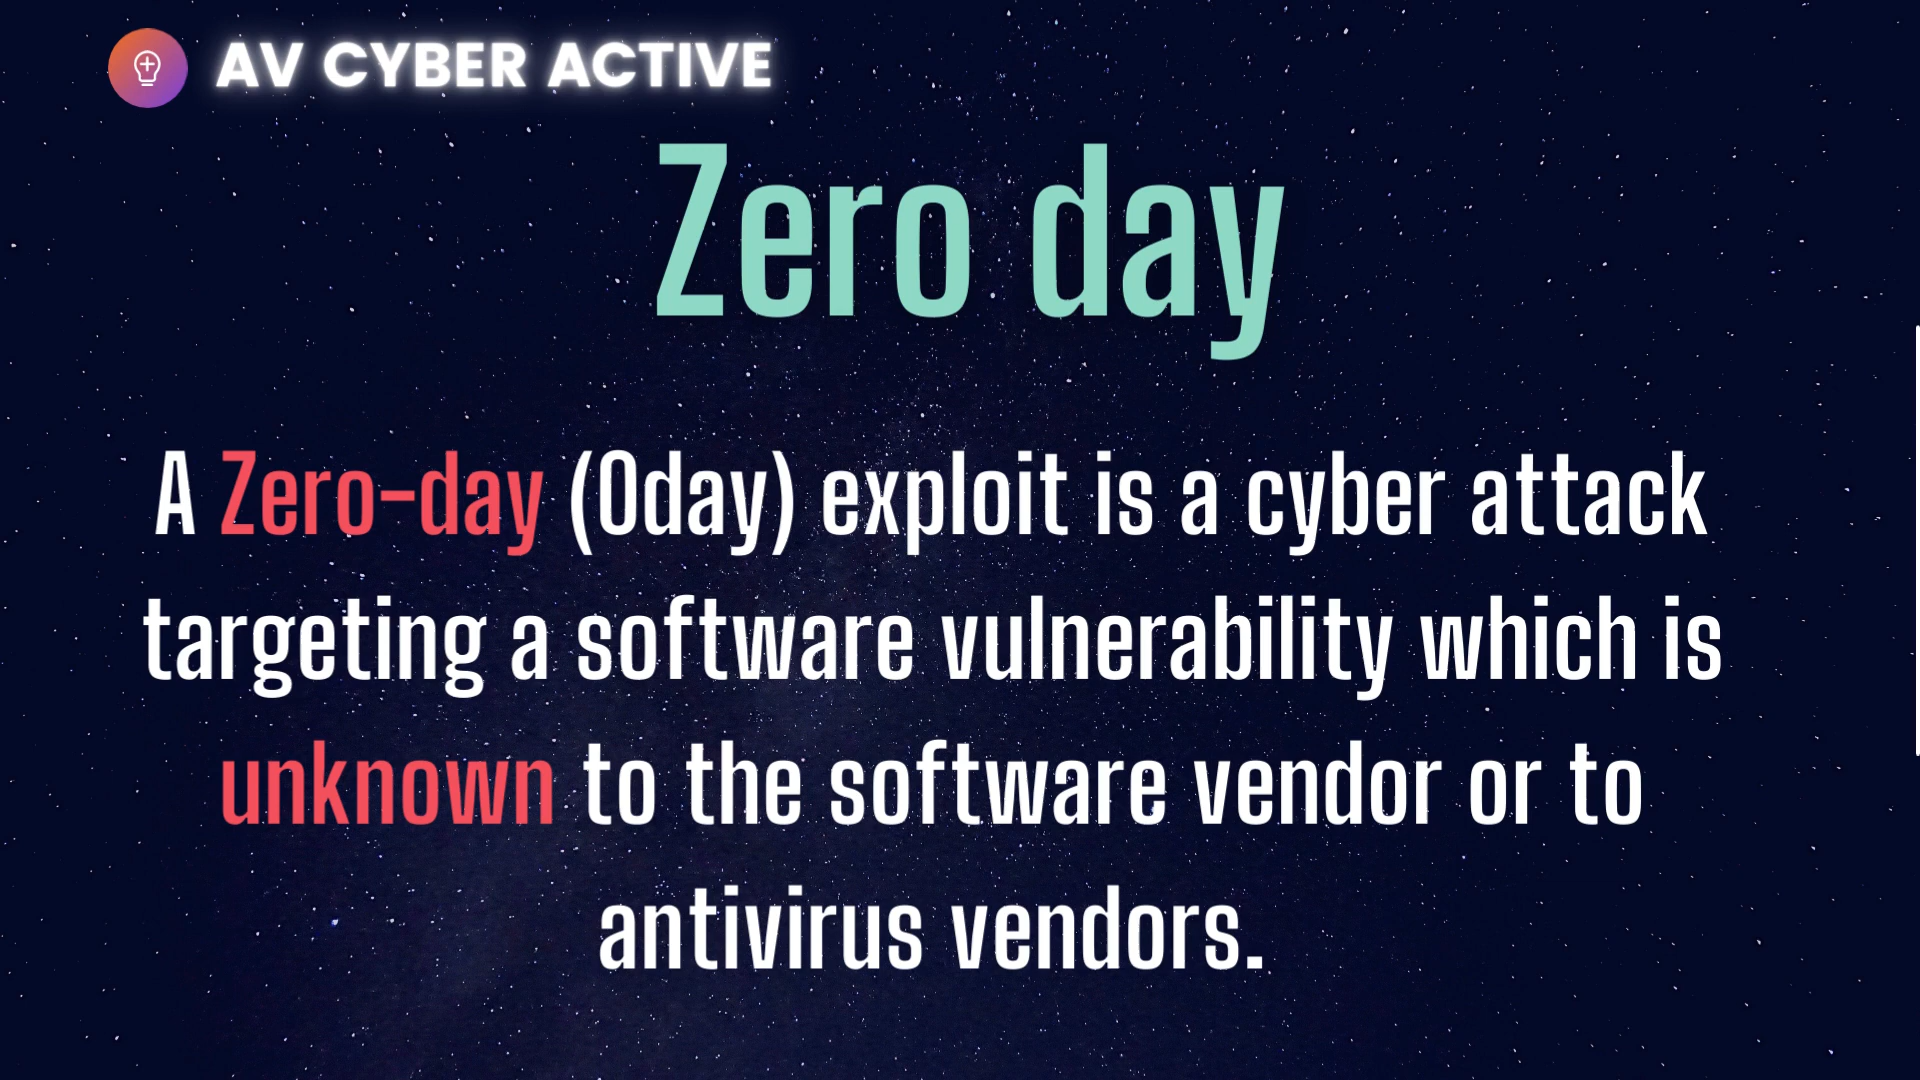 AV CYBER ACTIVE
Zero day
A Zero-day (0day) exploit is a cyber attack
targeting a software vulnerability which is
unknown to the software vendor or to
antivirus vendors.